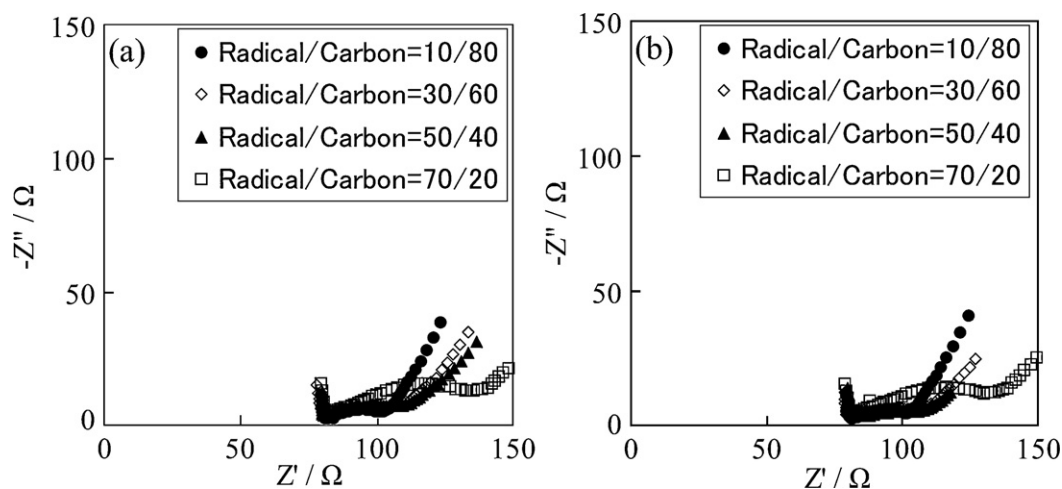 (a)
Radical/Carbon=10/80
Radical/Carbon=30/60
Radical/Carbon=50/40
Radical/Carbon=70/20
150
100
50
0
-Z" / Ω
0 50 100 150
Z' / Ω
(b)
Radical/Carbon=10/80
Radical/Carbon=30/60
Radical/Carbon=50/40
Radical/Carbon=70/20
150
100
50
0
-Z" / Ω
0 50 100 150
Z' / Ω